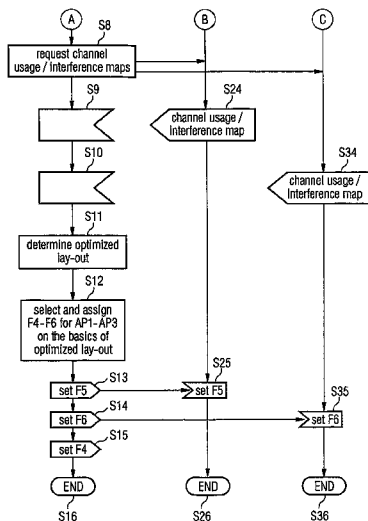 A
B
C
S8
request channel
usage / Interference maps
S9
S24
channel usage /
Interference map
S10
S34
channel usage /
Interference map
S11
determine optimized
lay-out
S12
select and assign
F4-F6 for AP1-AP3
on the basics of
optimized lay-out
S13
set F5
S25
set F5
S14
set F6
S35
set F6
S15
set F4
END
END
END
S16
S26
S36